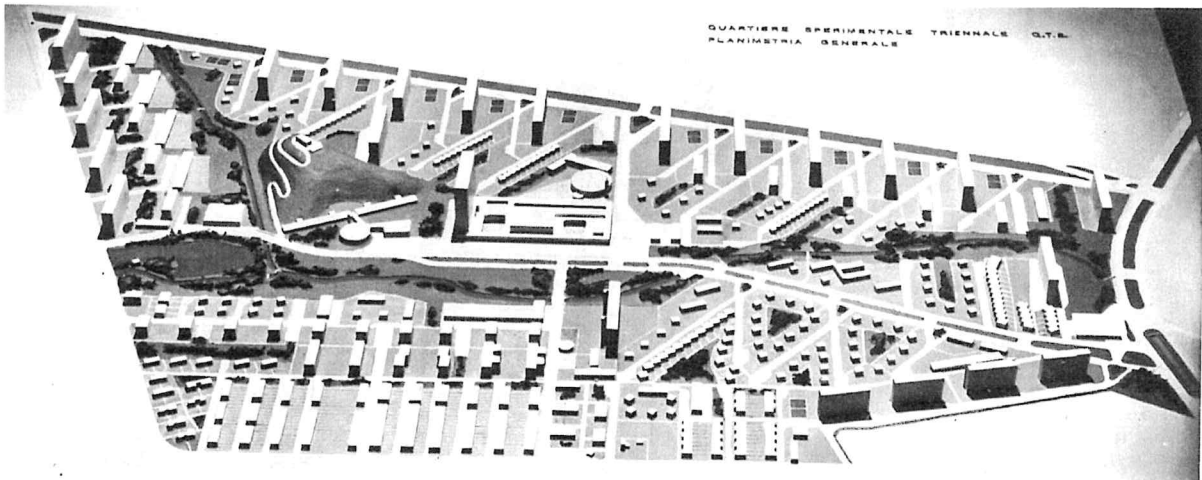 QUARTIERE SPERIMENTALE TRIENNALE Q.T.8.
PLANIMETRIA GENERALE